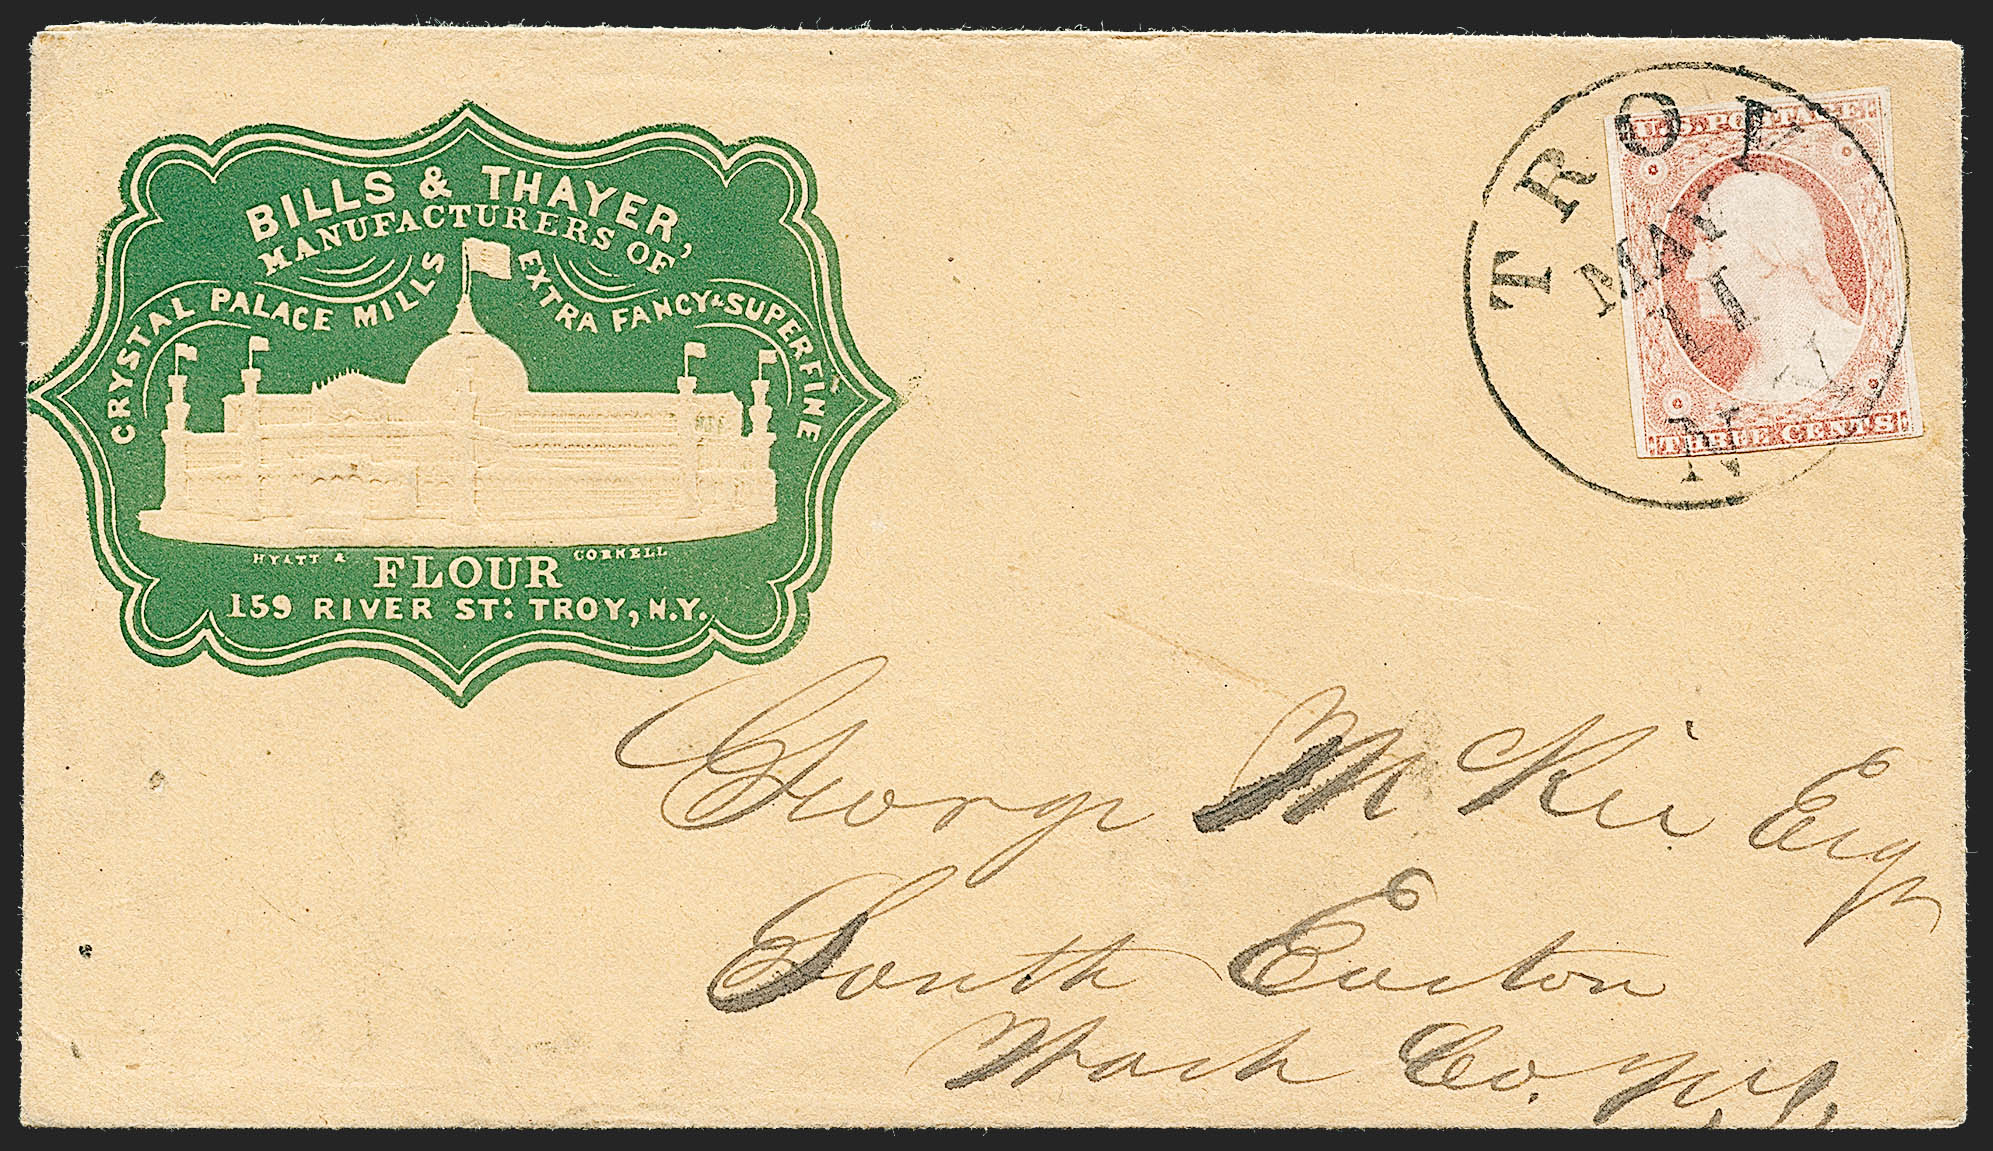 BILLS & THAYER,
MANUFACTURERS OF
CRYSTAL PALACE MILLS EXTRA FANCY & SUPERFINE
HYATT & CORNELL
FLOUR
159 RIVER ST: TROY, N.Y.
TROY
MAY
11
N Y
U.S. POSTAGE
THREE CENTS
George McKie Esq
South Easton
Wash Co. N.Y.